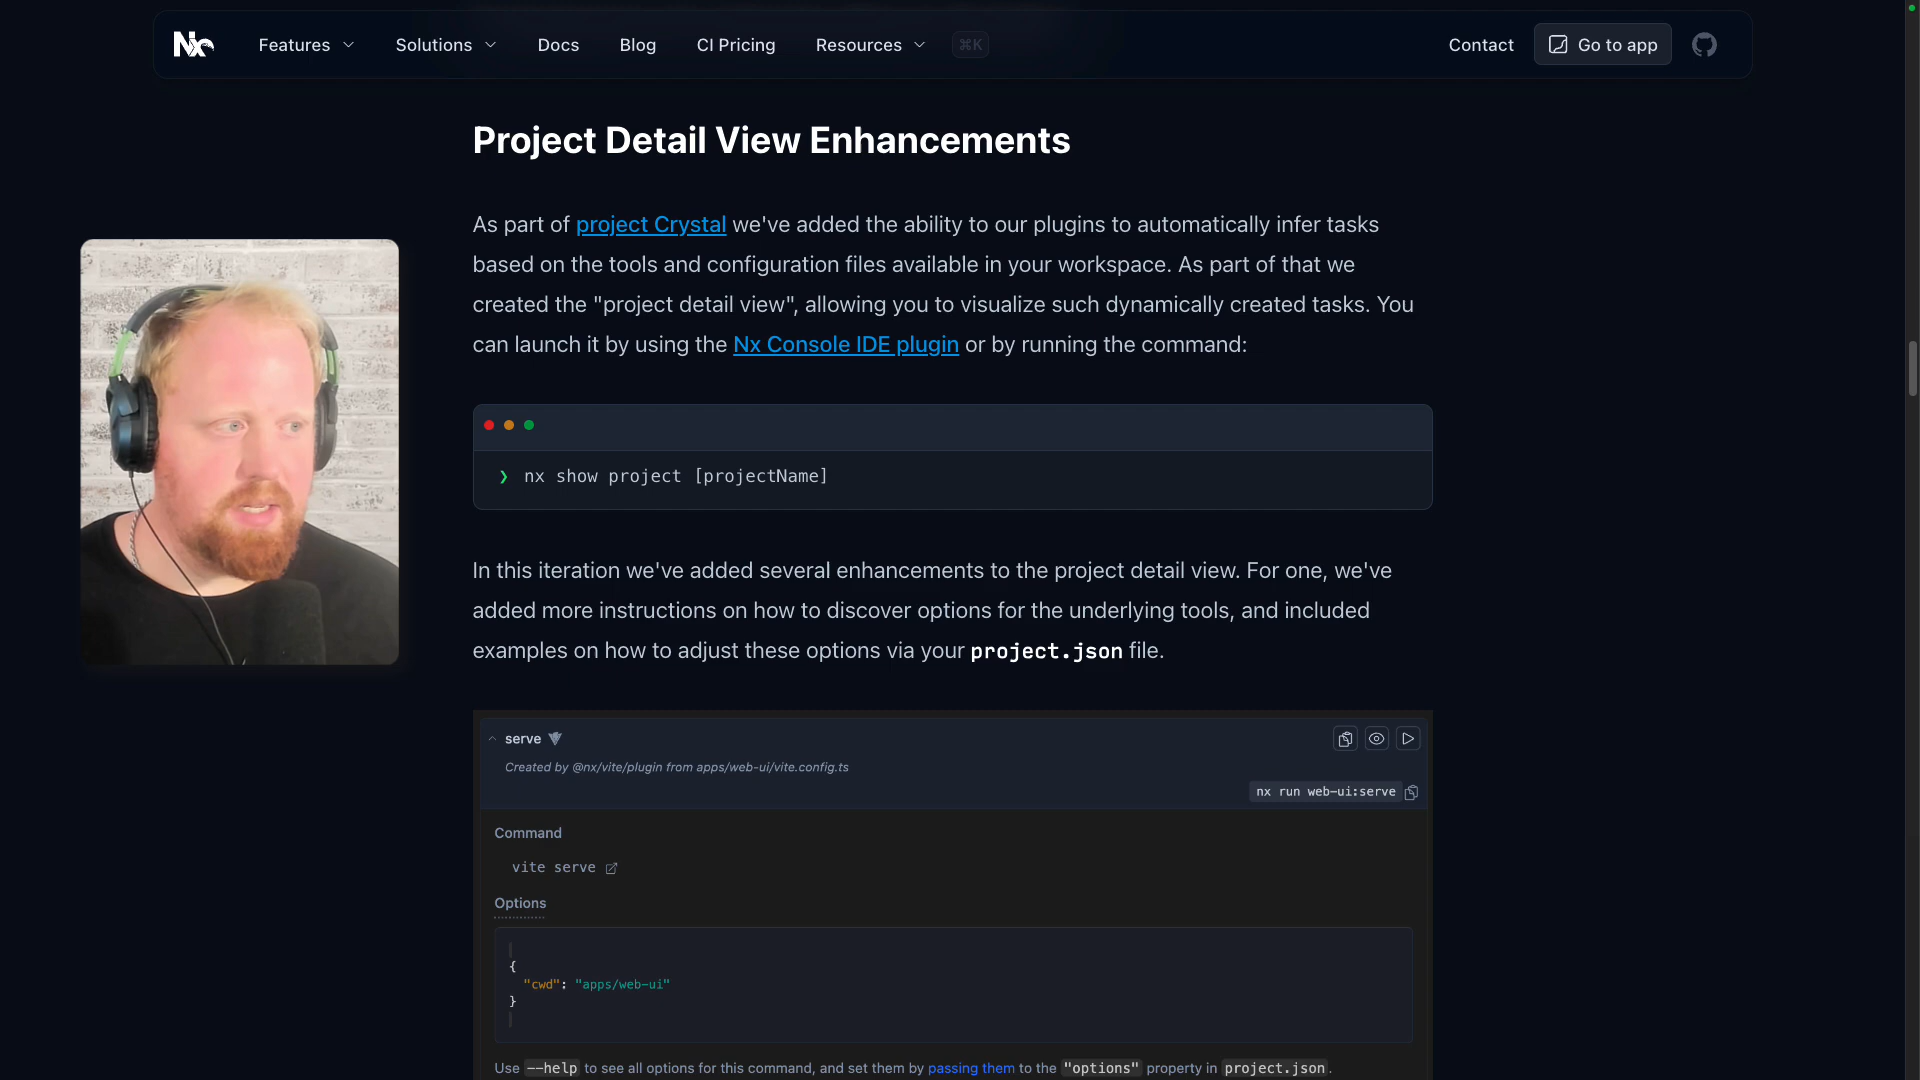 Nx
Features
Solutions
Docs
Blog
CI Pricing
Resources
⌘K
Contact
Go to app
Project Detail View Enhancements
As part of project Crystal we've added the ability to our plugins to automatically infer tasks
based on the tools and configuration files available in your workspace. As part of that we
created the "project detail view", allowing you to visualize such dynamically created tasks. You
can launch it by using the Nx Console IDE plugin or by running the command:
❯ nx show project [projectName]
In this iteration we've added several enhancements to the project detail view. For one, we've
added more instructions on how to discover options for the underlying tools, and included
examples on how to adjust these options via your project.json file.
serve
Created by @nx/vite/plugin from apps/web-ui/vite.config.ts
nx run web-ui:serve
Command
vite serve
Options
{
"cwd": "apps/web-ui"
}
Use --help to see all options for this command, and set them by passing them to the "options" property in project.json.